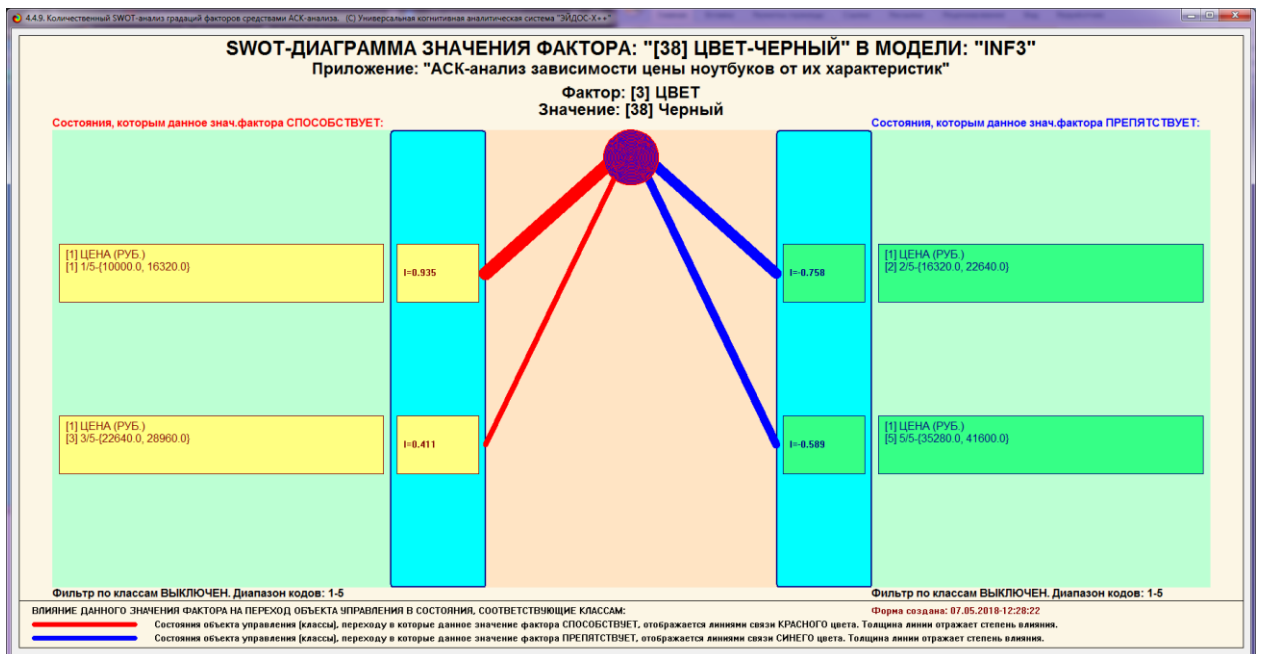 4.4.9. Количественный SWOT-анализ градаций факторов средствами АСК-анализа. (C) Универсальная когнитивная аналитическая система "ЭЙДОС-Х++"
SWOT-ДИАГРАММА ЗНАЧЕНИЯ ФАКТОРА: "[38] ЦВЕТ-ЧЕРНЫЙ" В МОДЕЛИ: "INF3"
Приложение: "АСК-анализ зависимости цены ноутбуков от их характеристик"
Фактор: [3] ЦВЕТ
Значение: [38] Черный
Состояния, которым данное знач.фактора СПОСОБСТВУЕТ:
Состояния, которым данное знач.фактора ПРЕПЯТСТВУЕТ:
[1] ЦЕНА (РУБ.)
[1] 1/5-{10000.0, 16320.0}
I=0.935
I=-0.758
[1] ЦЕНА (РУБ.)
[2] 2/5-{16320.0, 22640.0}
[1] ЦЕНА (РУБ.)
[3] 3/5-{22640.0, 28960.0}
I=0.411
I=-0.589
[1] ЦЕНА (РУБ.)
[5] 5/5-{35280.0, 41600.0}
Фильтр по классам ВЫКЛЮЧЕН. Диапазон кодов: 1-5
Фильтр по классам ВЫКЛЮЧЕН. Диапазон кодов: 1-5
ВЛИЯНИЕ ДАННОГО ЗНАЧЕНИЯ ФАКТОРА НА ПЕРЕХОД ОБЪЕКТА УПРАВЛЕНИЯ В СОСТОЯНИЯ, СООТВЕТСТВУЮЩИЕ КЛАССАМ:
Форма создана: 07.05.2018-12:28:22
Состояния объекта управления (классы), переходу в которые данное значение фактора СПОСОБСТВУЕТ, отображается линиями связи КРАСНОГО цвета. Толщина линии отражает степень влияния.
Состояния объекта управления (классы), переходу в которые данное значение фактора ПРЕПЯТСТВУЕТ, отображается линиями связи СИНЕГО цвета. Толщина линии отражает степень влияния.